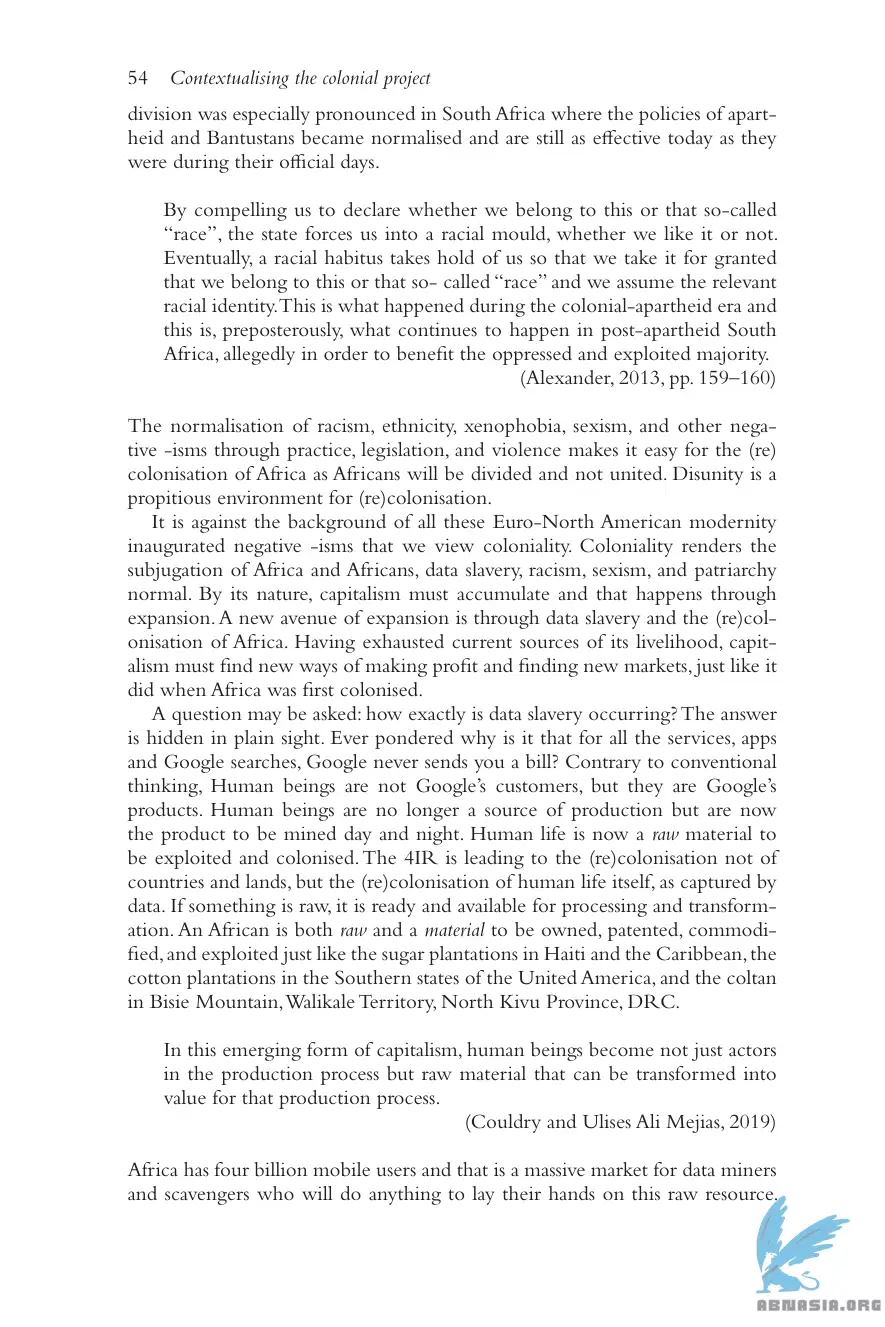 54 Contextualising the colonial project
division was especially pronounced in South Africa where the policies of apart-
heid and Bantustans became normalised and are still as effective today as they
were during their official days.
By compelling us to declare whether we belong to this or that so-called
“race”, the state forces us into a racial mould, whether we like it or not.
Eventually, a racial habitus takes hold of us so that we take it for granted
that we belong to this or that so- called “race” and we assume the relevant
racial identity. This is what happened during the colonial-apartheid era and
this is, preposterously, what continues to happen in post-apartheid South
Africa, allegedly in order to benefit the oppressed and exploited majority.
(Alexander, 2013, pp. 159–160)
The normalisation of racism, ethnicity, xenophobia, sexism, and other nega-
tive -isms through practice, legislation, and violence makes it easy for the (re)
colonisation of Africa as Africans will be divided and not united. Disunity is a
propitious environment for (re)colonisation.
It is against the background of all these Euro-North American modernity
inaugurated negative -isms that we view coloniality. Coloniality renders the
subjugation of Africa and Africans, data slavery, racism, sexism, and patriarchy
normal. By its nature, capitalism must accumulate and that happens through
expansion. A new avenue of expansion is through data slavery and the (re)col-
onisation of Africa. Having exhausted current sources of its livelihood, capit-
alism must find new ways of making profit and finding new markets, just like it
did when Africa was first colonised.
A question may be asked: how exactly is data slavery occurring? The answer
is hidden in plain sight. Ever pondered why is it that for all the services, apps
and Google searches, Google never sends you a bill? Contrary to conventional
thinking, Human beings are not Google’s customers, but they are Google’s
products. Human beings are no longer a source of production but are now
the product to be mined day and night. Human life is now a raw material to
be exploited and colonised. The 4IR is leading to the (re)colonisation not of
countries and lands, but the (re)colonisation of human life itself, as captured by
data. If something is raw, it is ready and available for processing and transform-
ation. An African is both raw and a material to be owned, patented, commodi-
fied, and exploited just like the sugar plantations in Haiti and the Caribbean, the
cotton plantations in the Southern states of the United America, and the coltan
in Bisie Mountain, Walikale Territory, North Kivu Province, DRC.
In this emerging form of capitalism, human beings become not just actors
in the production process but raw material that can be transformed into
value for that production process.
(Couldry and Ulises Ali Mejias, 2019)
Africa has four billion mobile users and that is a massive market for data miners
and scavengers who will do anything to lay their hands on this raw resource.
ABNASIA.ORG